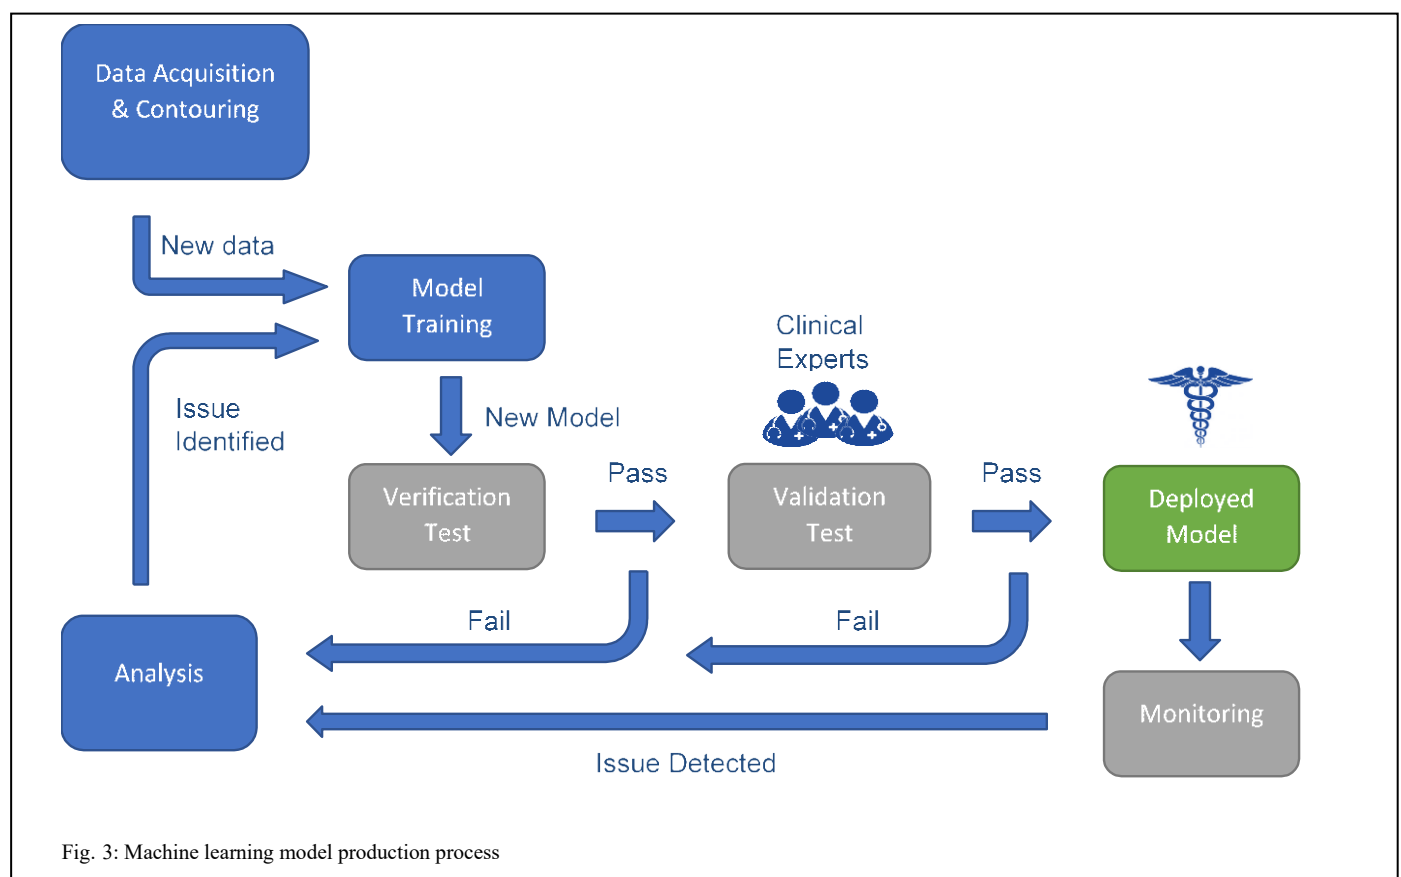 Data Acquisition
& Contouring
New data
Model
Training
Issue
Identified
New Model
Clinical
Experts
Verification
Test
Pass
Validation
Test
Pass
Deployed
Model
Fail
Fail
Analysis
Monitoring
Issue Detected
Fig. 3: Machine learning model production process